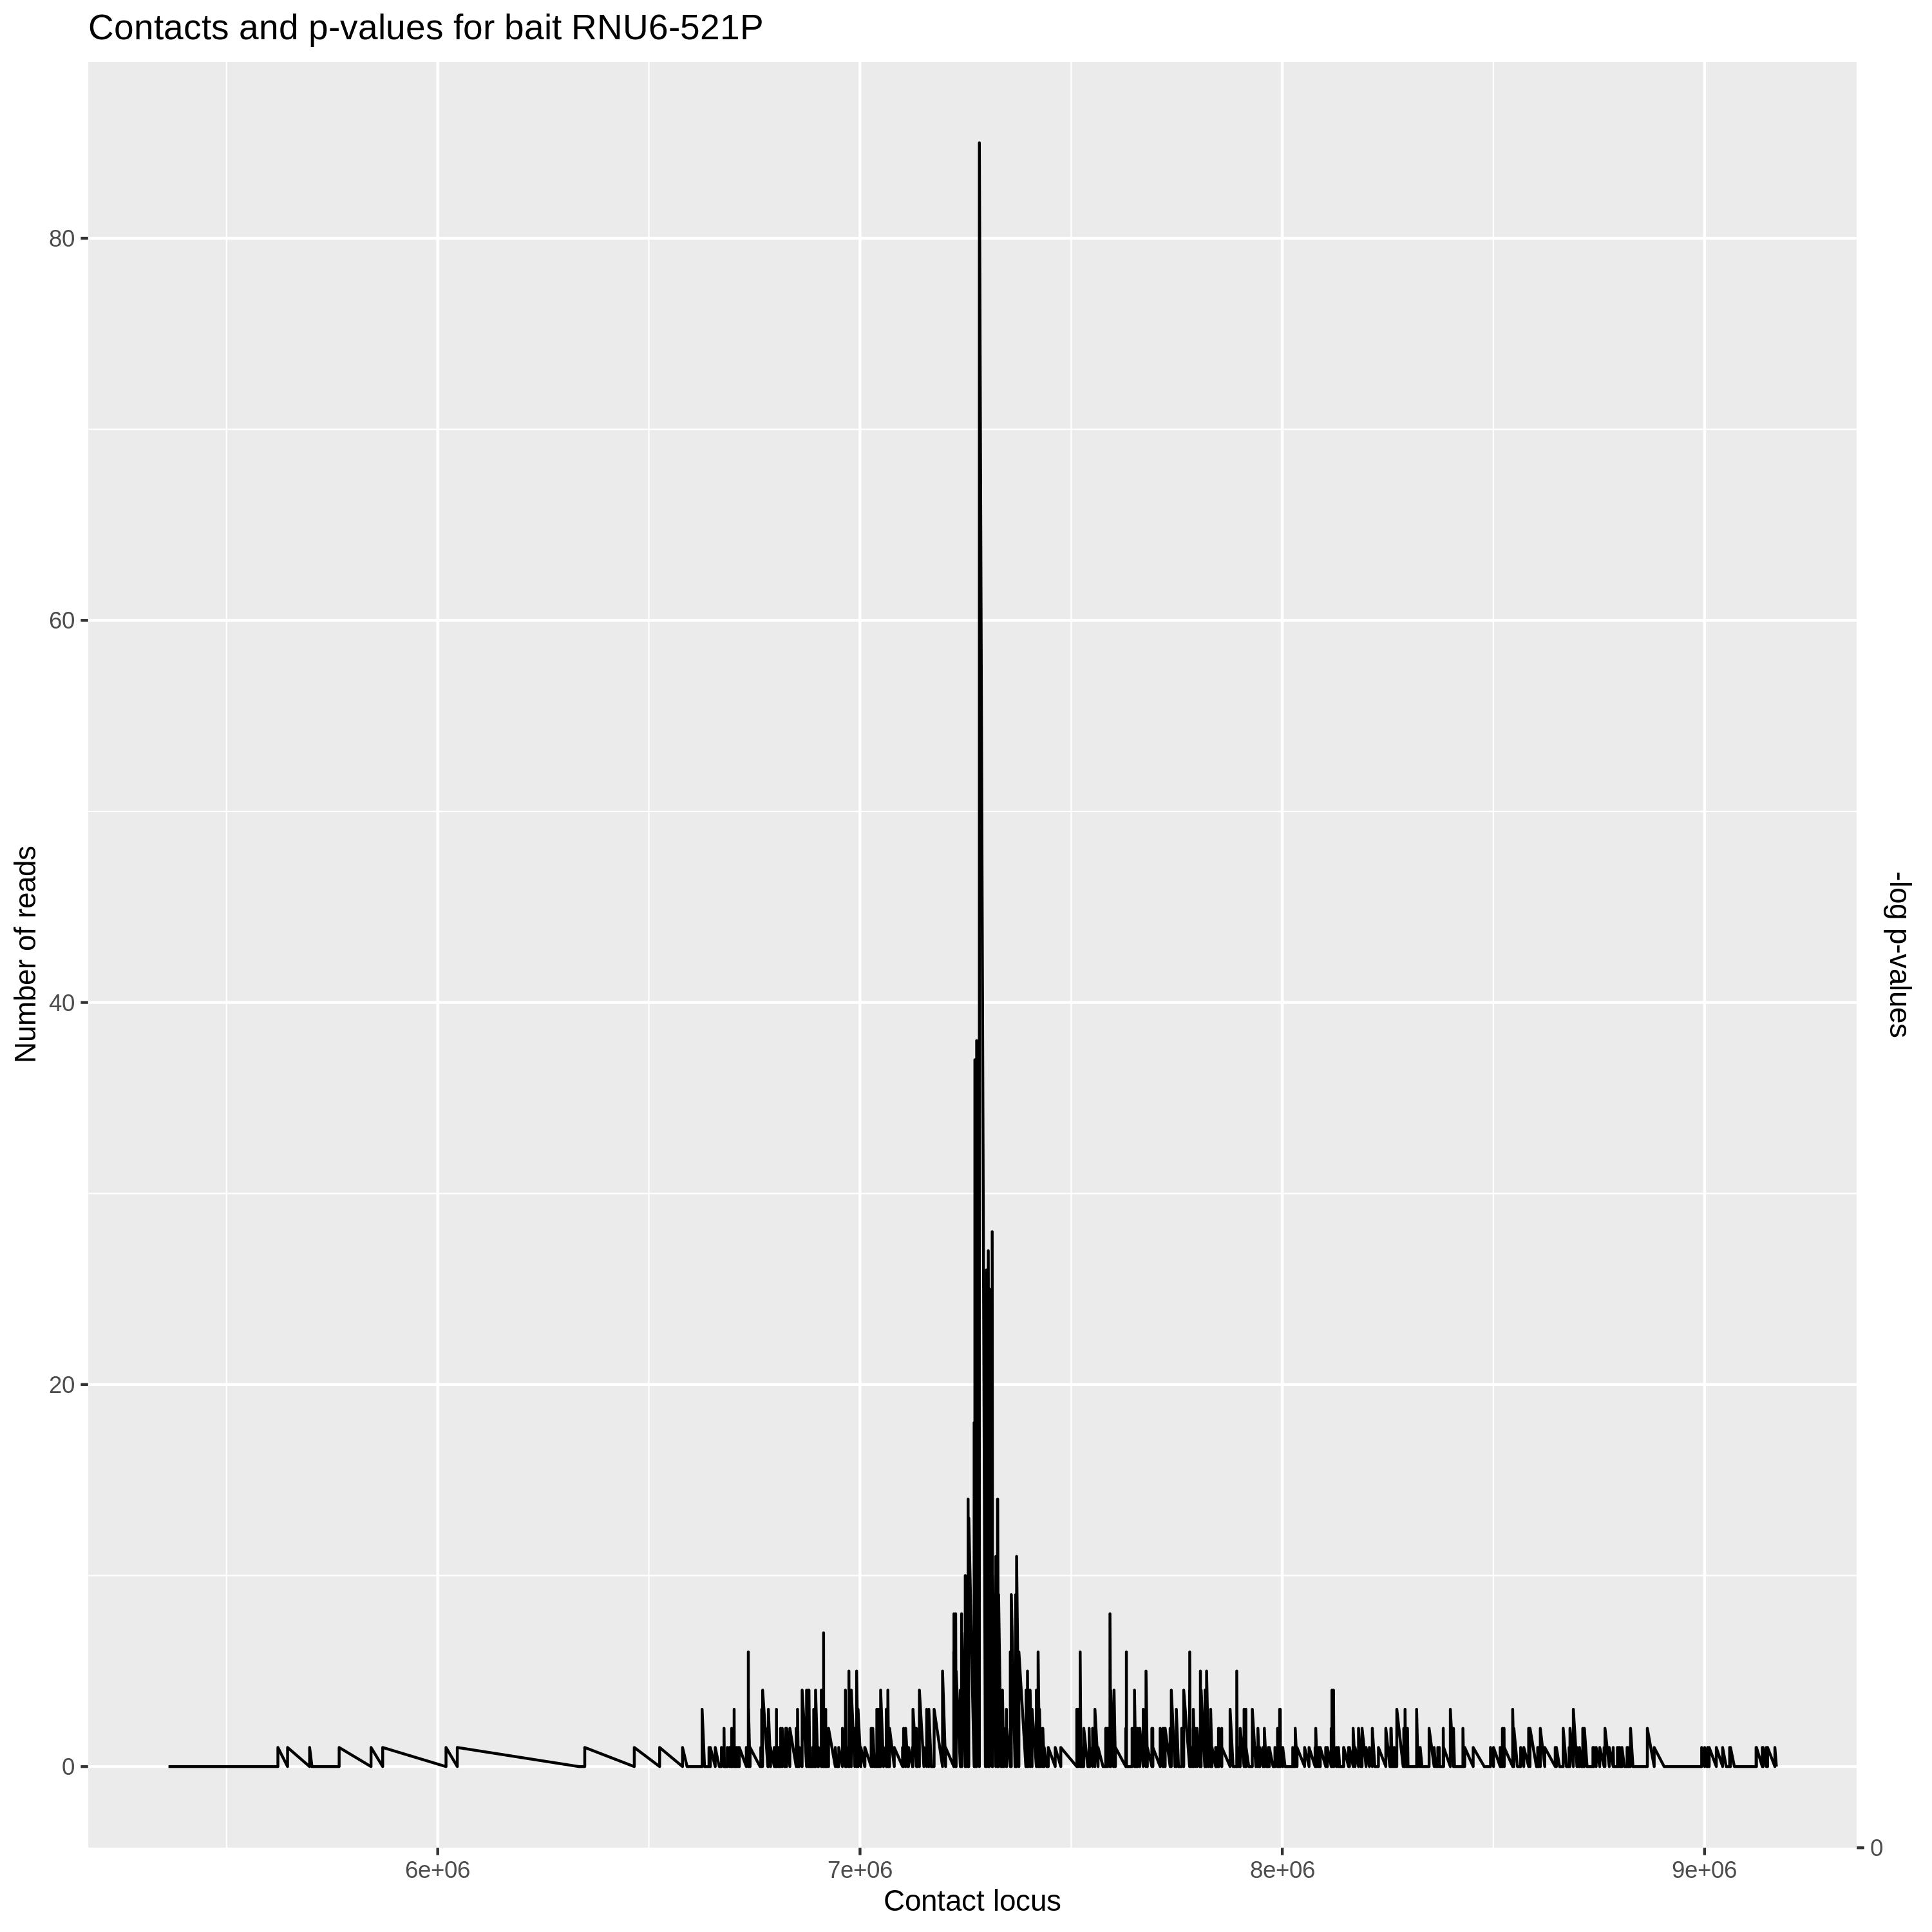 Contacts and p-values for bait RNU6-521P
80
60
40
20
0
Number of reads
-log p-values
0
6e+06
7e+06
8e+06
9e+06
Contact locus